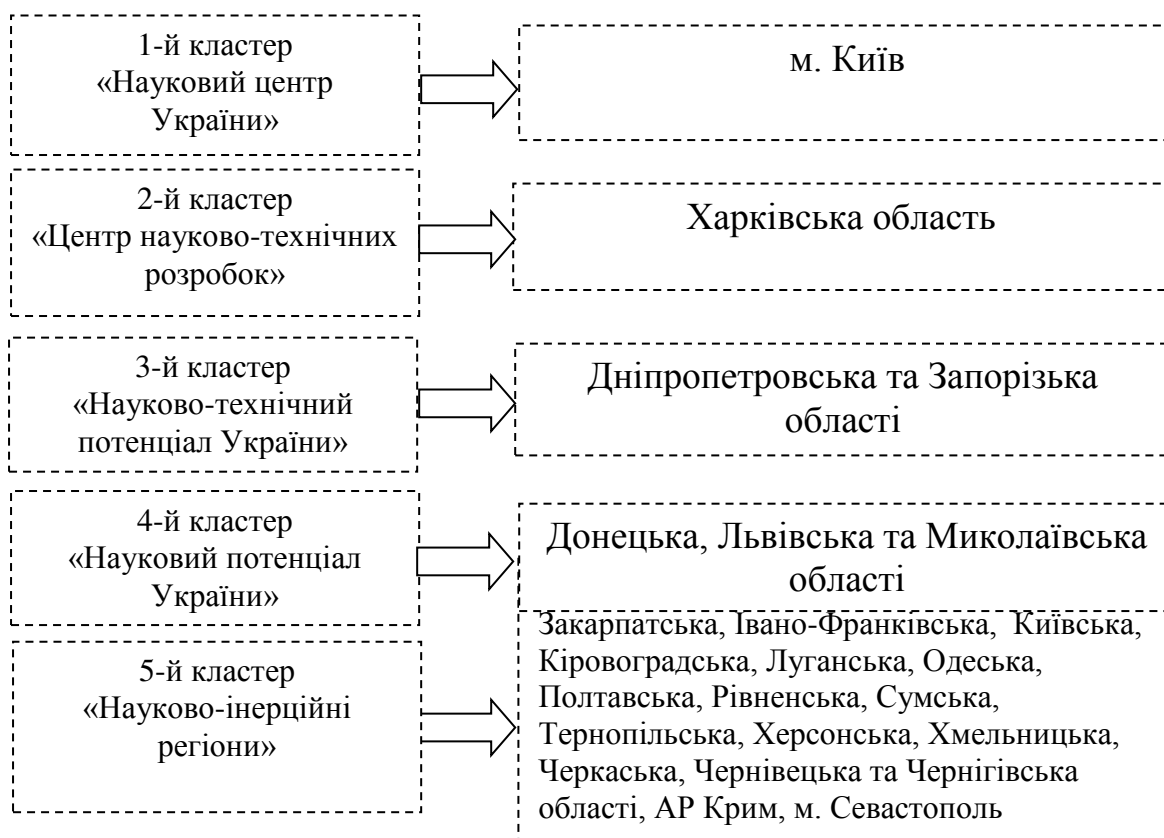 1-й кластер
«Науковий центр
України»
м. Київ
2-й кластер
«Центр науково-технічних
розробок»
Харківська область
3-й кластер
«Науково-технічний
потенціал України»
Дніпропетровська та Запорізька
області
4-й кластер
«Науковий потенціал
України»
Донецька, Львівська та Миколаївська
області
5-й кластер
«Науково-інерційні
регіони»
Закарпатська, Івано-Франківська, Київська,
Кіровоградська, Луганська, Одеська,
Полтавська, Рівненська, Сумська,
Тернопільська, Херсонська, Хмельницька,
Черкаська, Чернівецька та Чернігівська
області, АР Крим, м. Севастополь